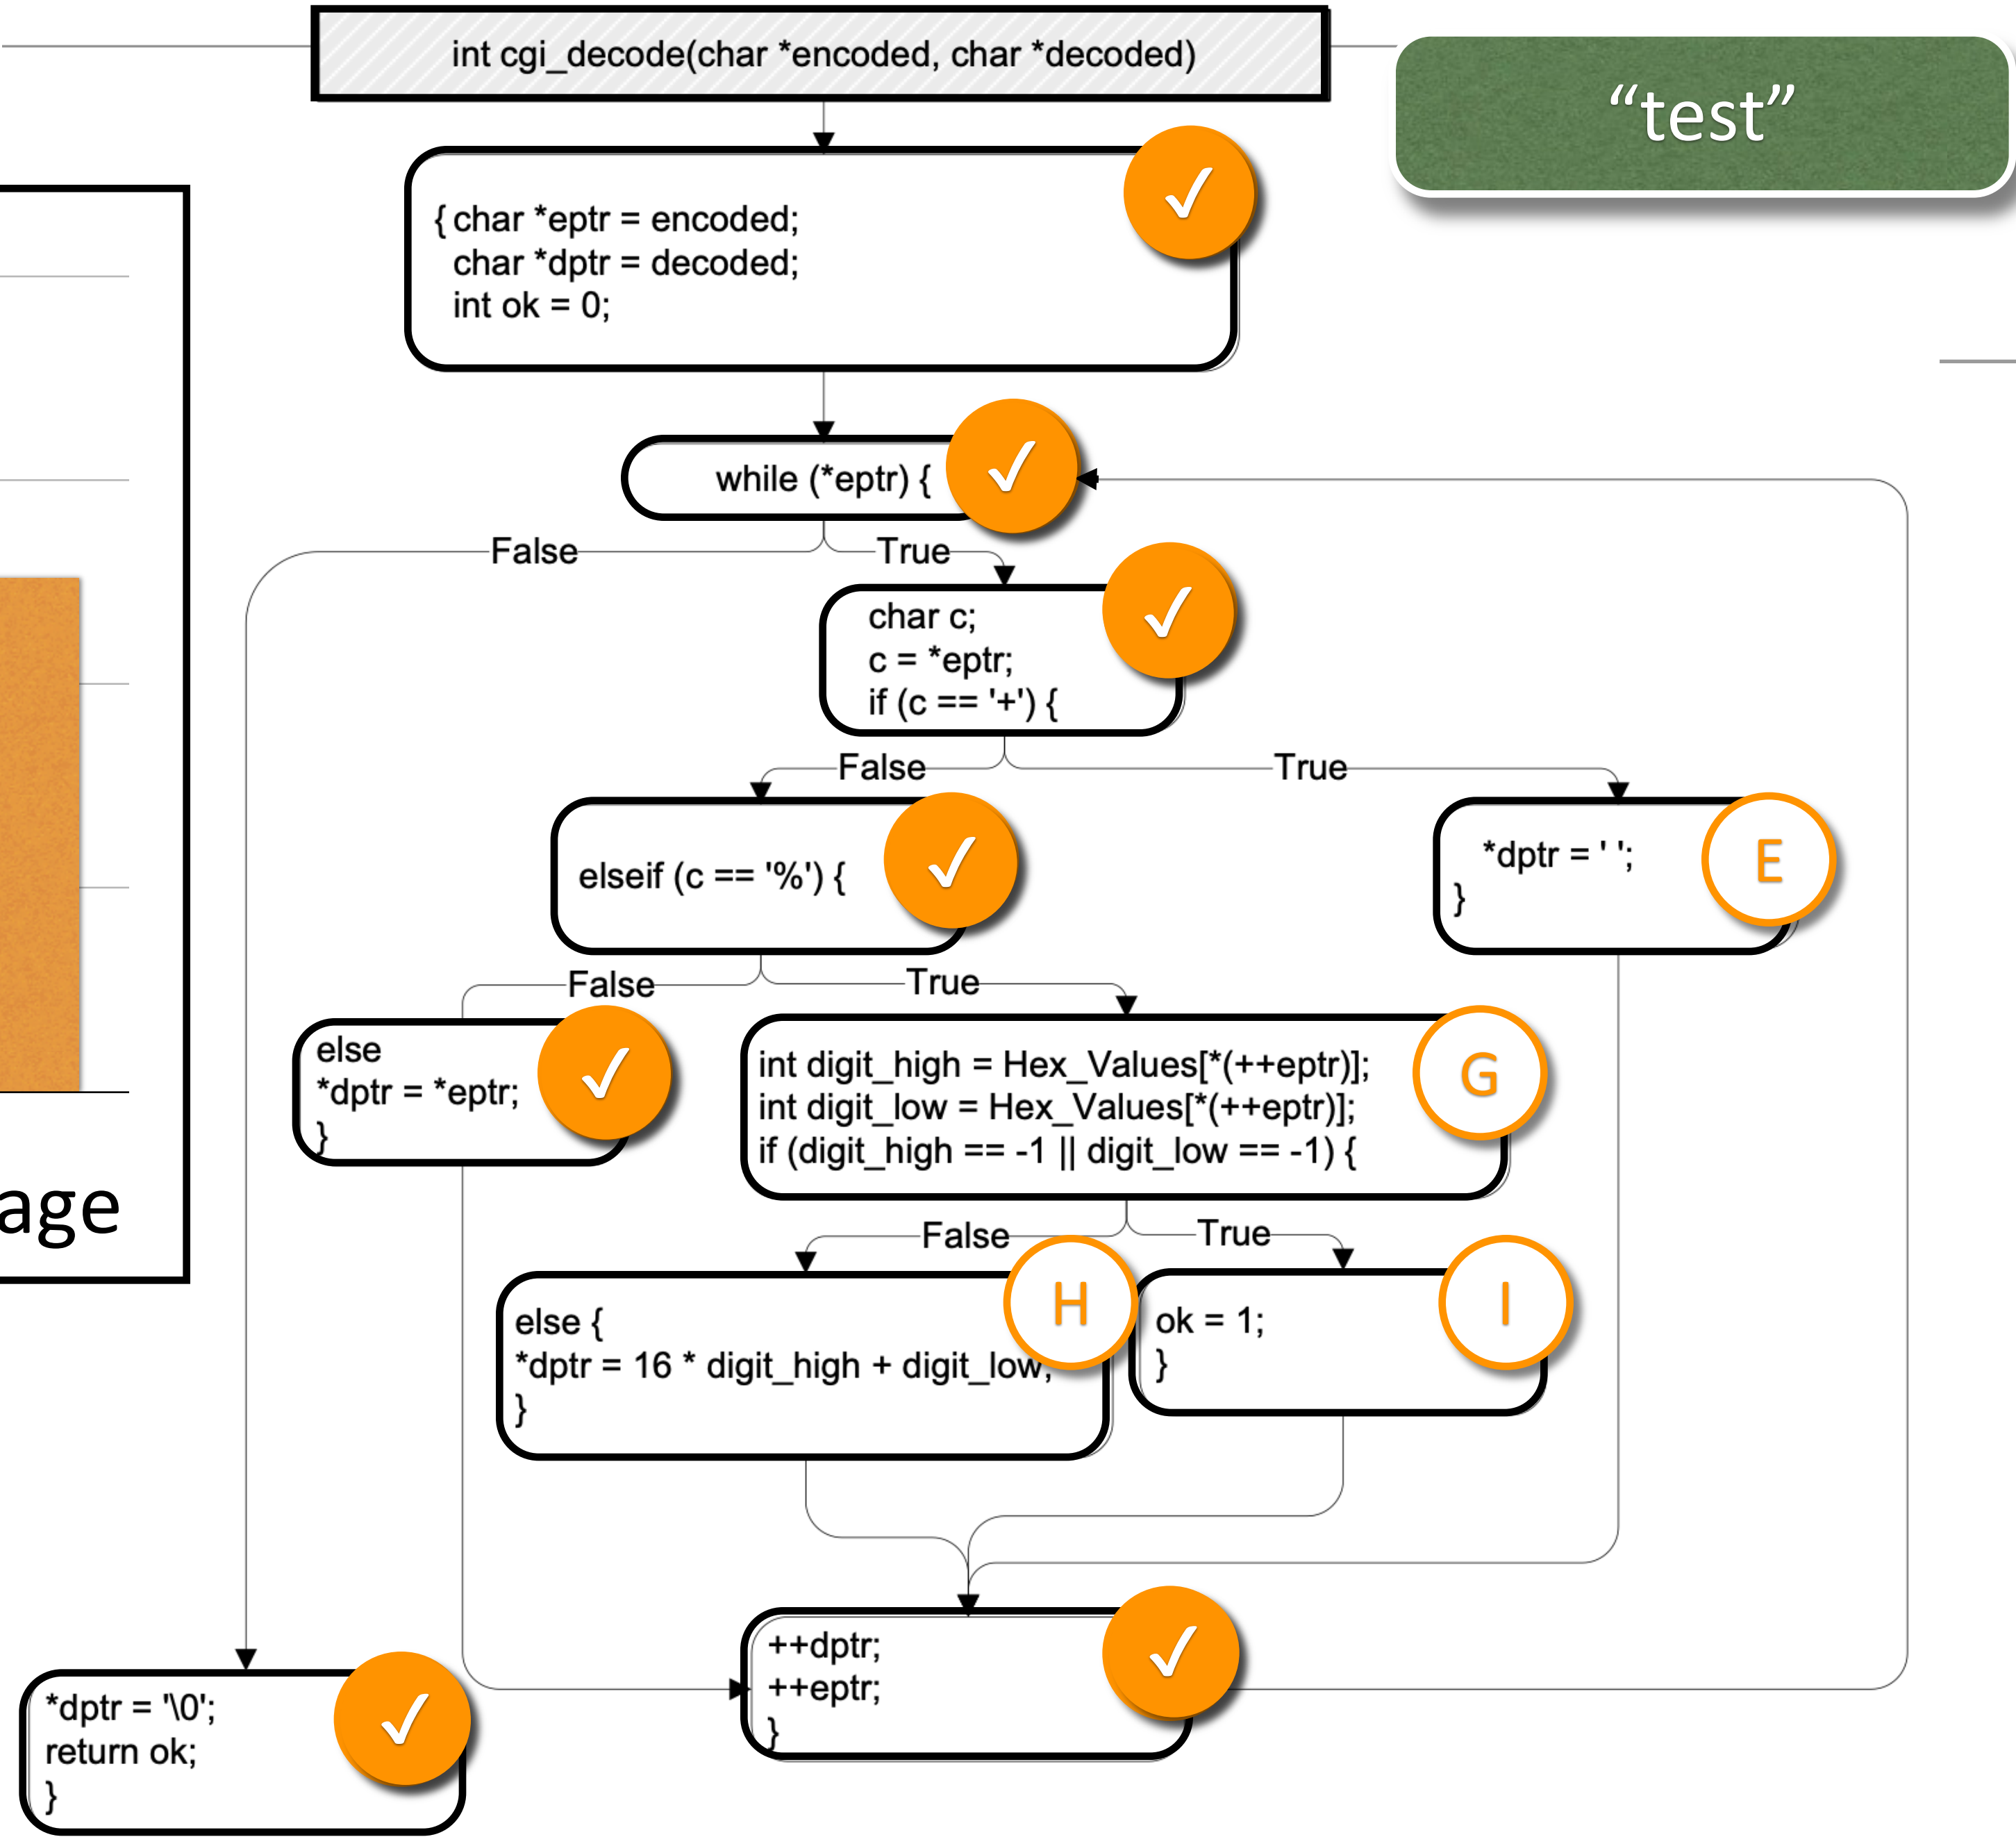 int cgi_decode(char *encoded, char *decoded)
“test”
{ char *eptr = encoded;
char *dptr = decoded;
int ok = 0;
✓
while (*eptr) {
✓
False
True
char c;
c = *eptr;
if (c == '+') {
✓
False
True
elseif (c == '%') {
✓
*dptr = ' ';
}
E
False
True
else
*dptr = *eptr;
}
✓
int digit_high = Hex_Values[*(++eptr)];
int digit_low = Hex_Values[*(++eptr)];
if (digit_high == -1 || digit_low == -1) {
G
age
False
True
else {
*dptr = 16 * digit_high + digit_low;
}
H
ok = 1;
}
I
++dptr;
++eptr;
}
✓
*dptr = '\0';
return ok;
}
✓